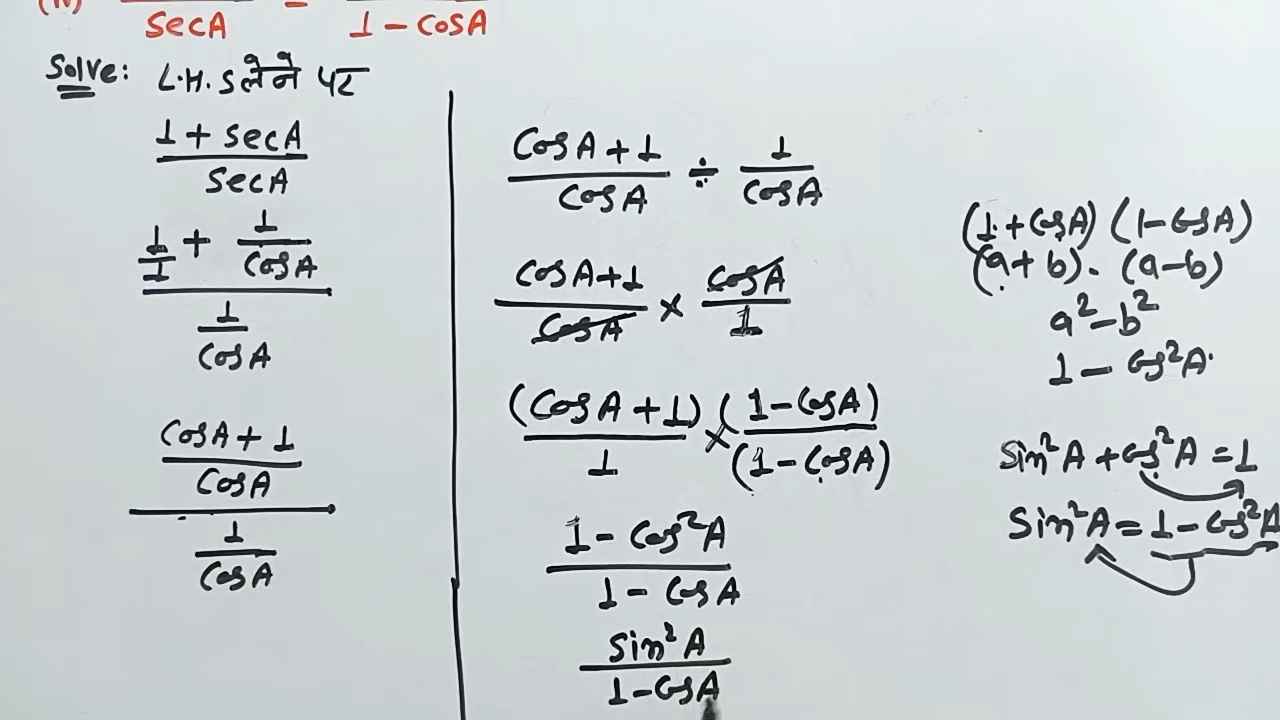 (iv)
secA = 1 - cosA
Solve: L.H.S लेने पर
1 + secA
secA
1/1 + 1/cosA
1
cosA
cosA + 1
cosA
1
cosA
cosA + 1 ÷ 1
cosA cosA
cosA+1 × cosA
cosA 1
(cosA + 1) × (1 - cosA)
1 (1 - cosA)
1 - cos²A
1 - cosA
sin²A
1 - cosA
(1 + cosA) (1 - cosA)
(a + b) . (a - b)
a² - b²
1 - cos²A
sin²A + cos²A = 1
sin²A = 1 - cos²A